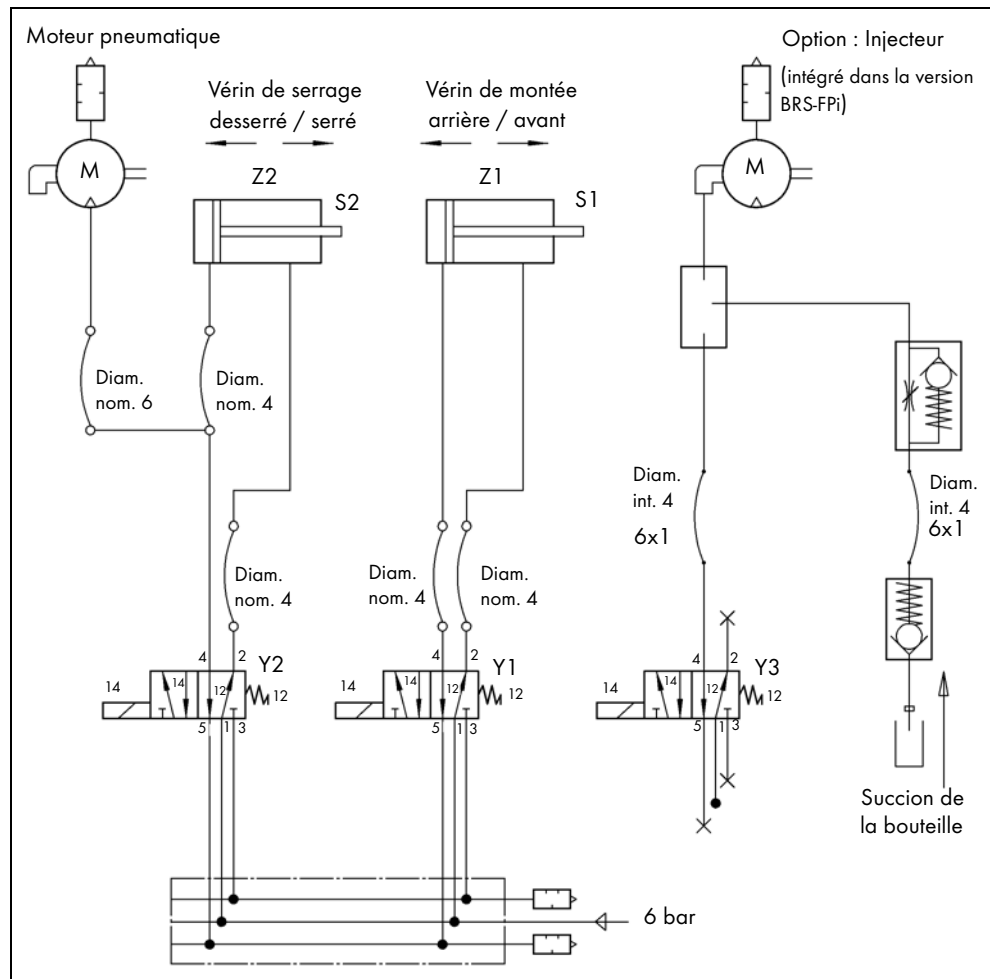 Moteur pneumatique
Option : Injecteur
(intégré dans la version
BRS-FPi)
Vérin de serrage
desserré / serré
Vérin de montée
arrière / avant
M
M
Z2
S2
Z1
S1
Diam.
nom. 6
Diam.
nom. 4
Diam.
int. 4
6x1
Diam.
int. 4
6x1
Diam.
nom. 4
Diam.
nom. 4
Diam.
nom. 4
4
2
Y2
14
14
12
12
5
1
3
4
2
Y1
14
14
12
12
5
1
3
4
2
Y3
14
14
12
12
5
1
3
Succion de
la bouteille
6 bar